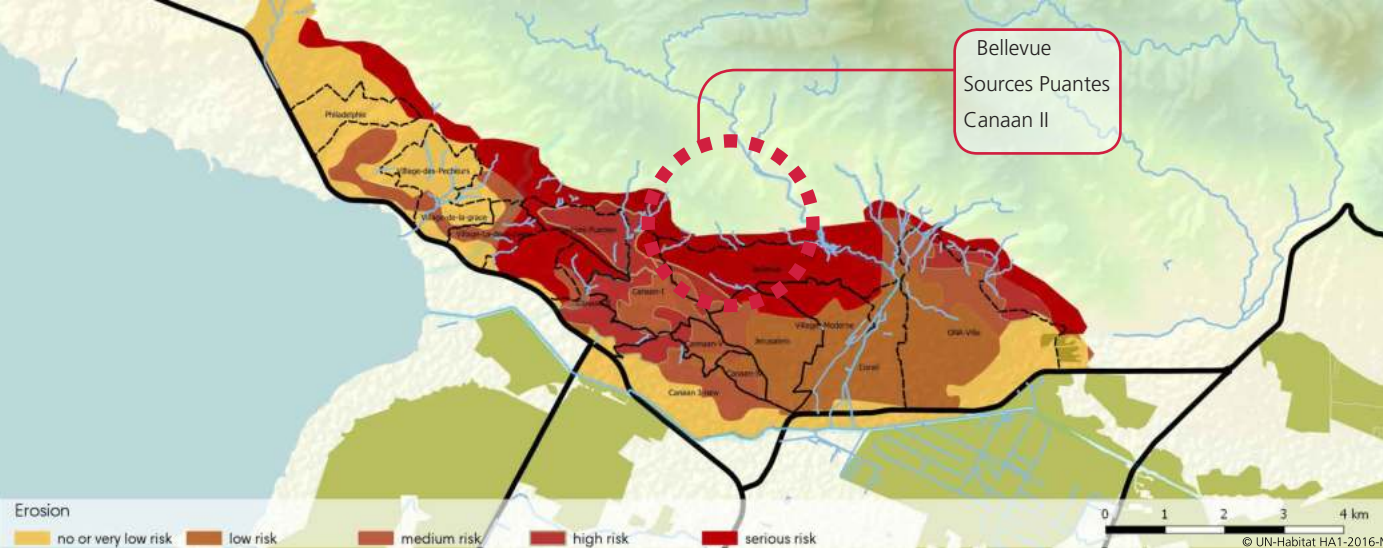 Bellevue
Sources Puantes
Canaan II
Philadelphie
Village-des-Pecheurs
Village-de-la-grace
Canaan-I
Bellevue
Village-Moderne
Jerusalem
ONA-Ville
Corail
Erosion
no or very low risk
low risk
medium risk
high risk
serious risk
0 1 2 3 4 km
© UN-Habitat HA1-2016-